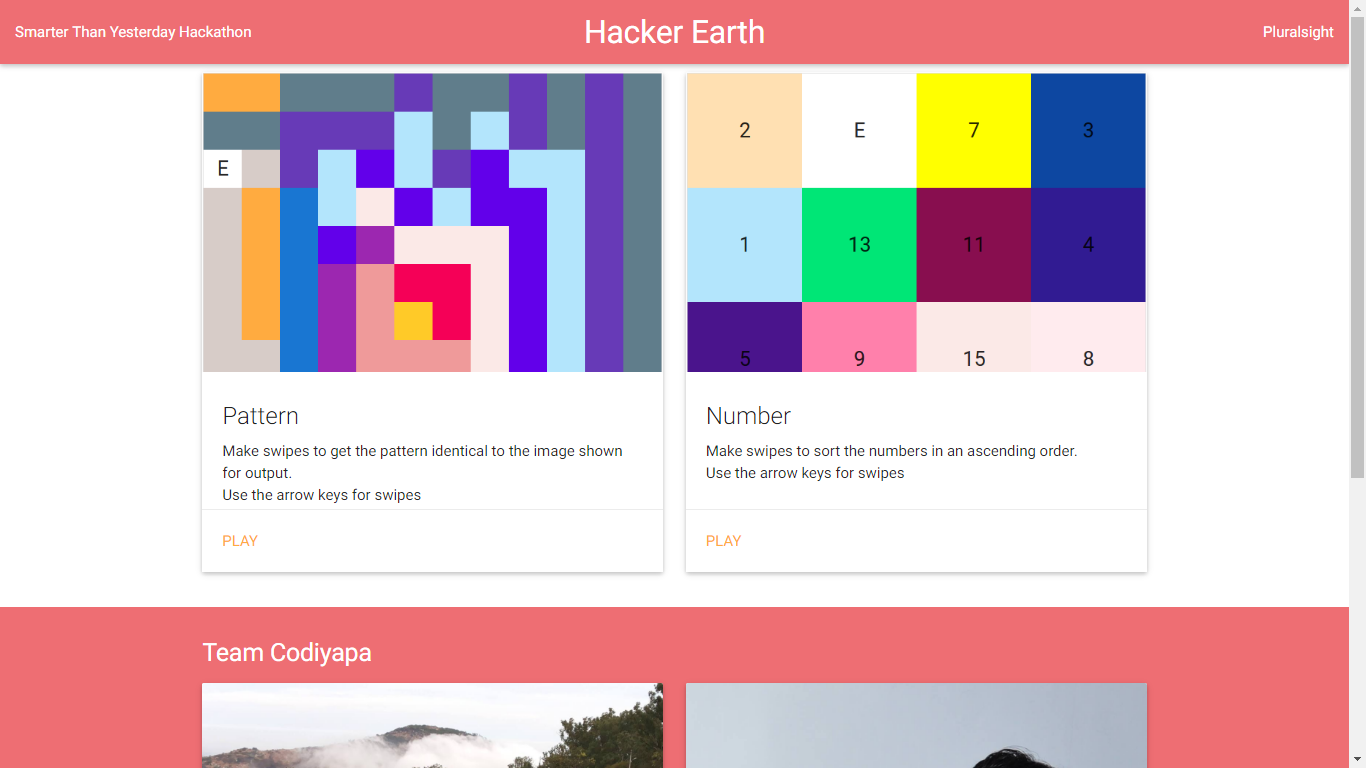 Smarter Than Yesterday Hackathon
Hacker Earth
Pluralsight
E
2 E 7 3
1 13 11 4
5 9 15 8
Pattern
Make swipes to get the pattern identical to the image shown
for output.
Use the arrow keys for swipes
PLAY
Number
Make swipes to sort the numbers in an ascending order.
Use the arrow keys for swipes
PLAY
Team Codiyapa